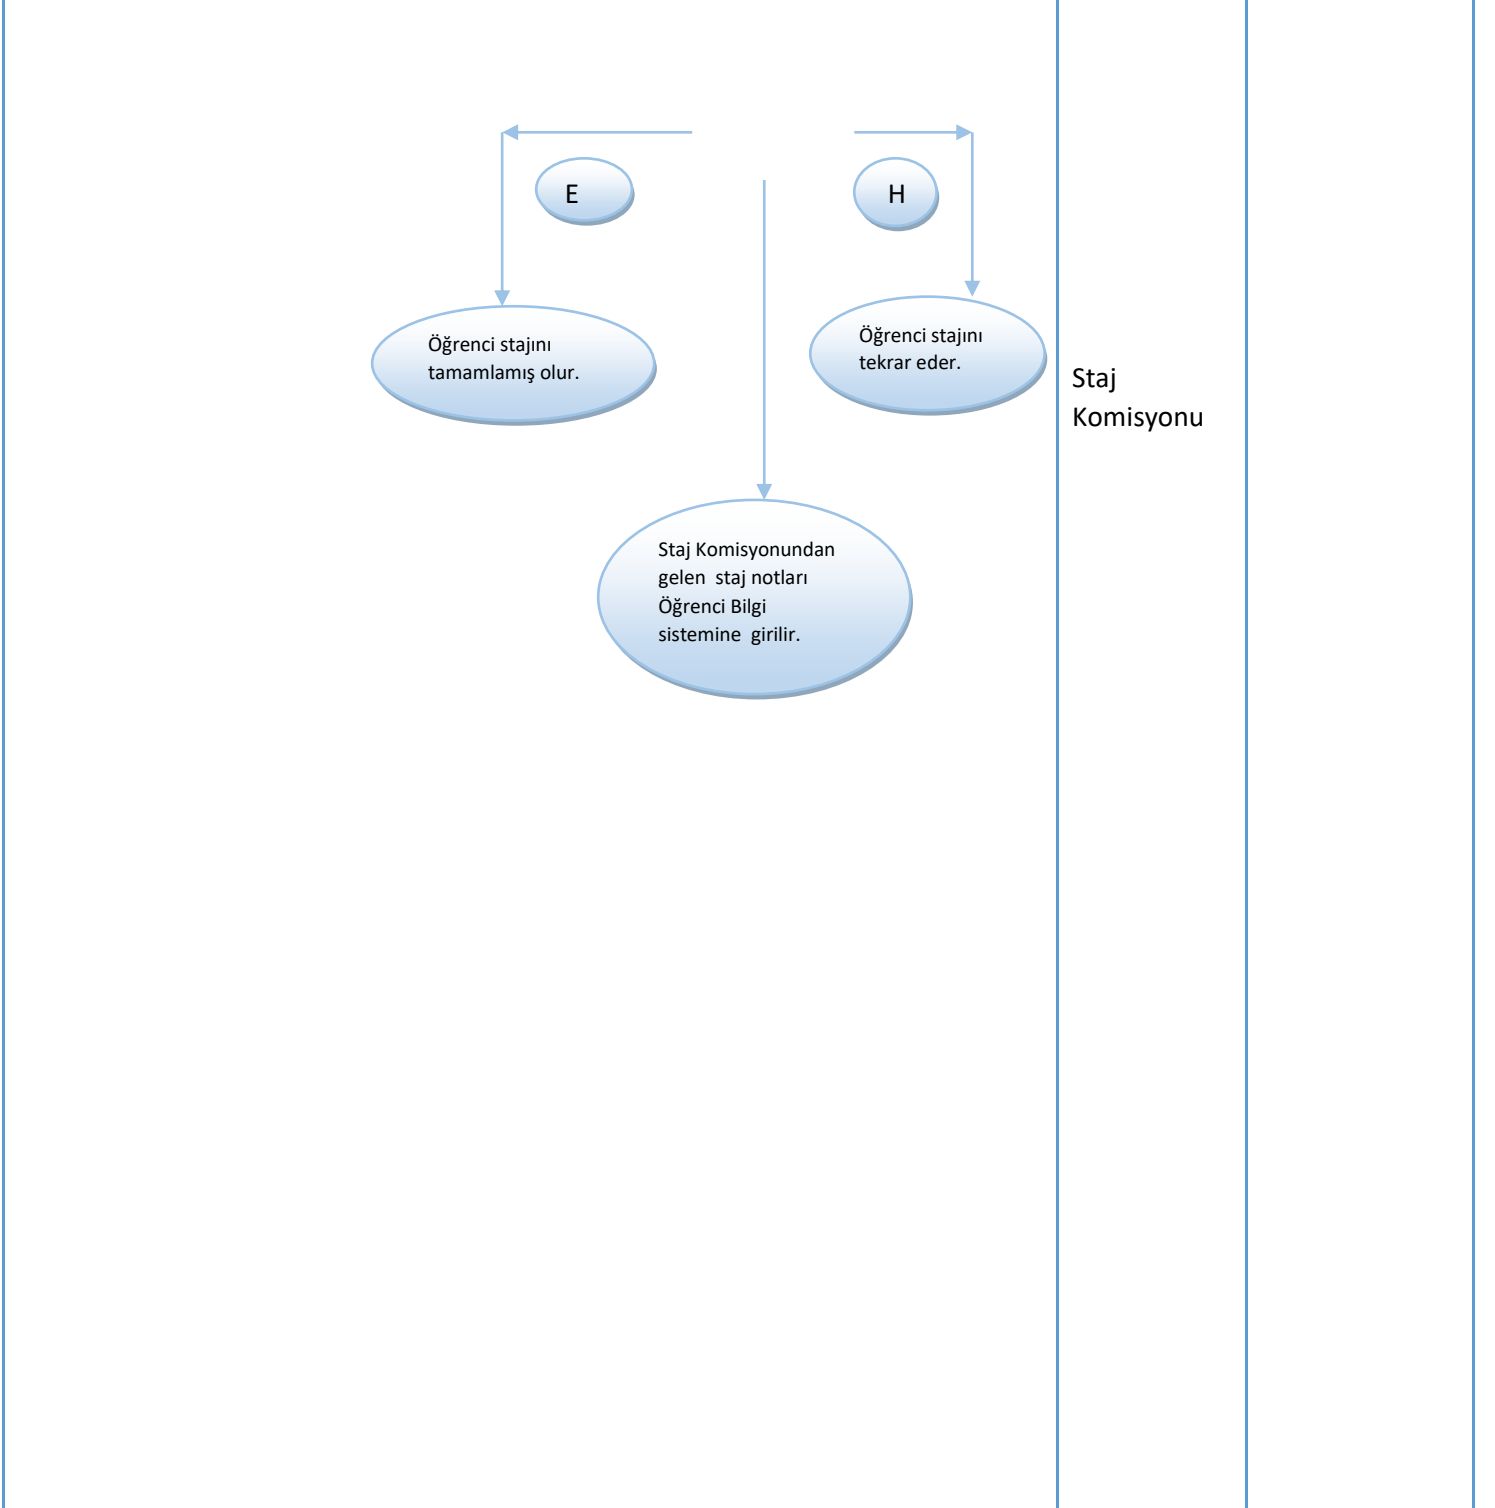 E
H
Öğrenci stajını
tamamlamış olur.
Öğrenci stajını
tekrar eder.
Staj
Komisyonu
Staj Komisyonundan
gelen  staj notları
Öğrenci Bilgi
sistemine  girilir.